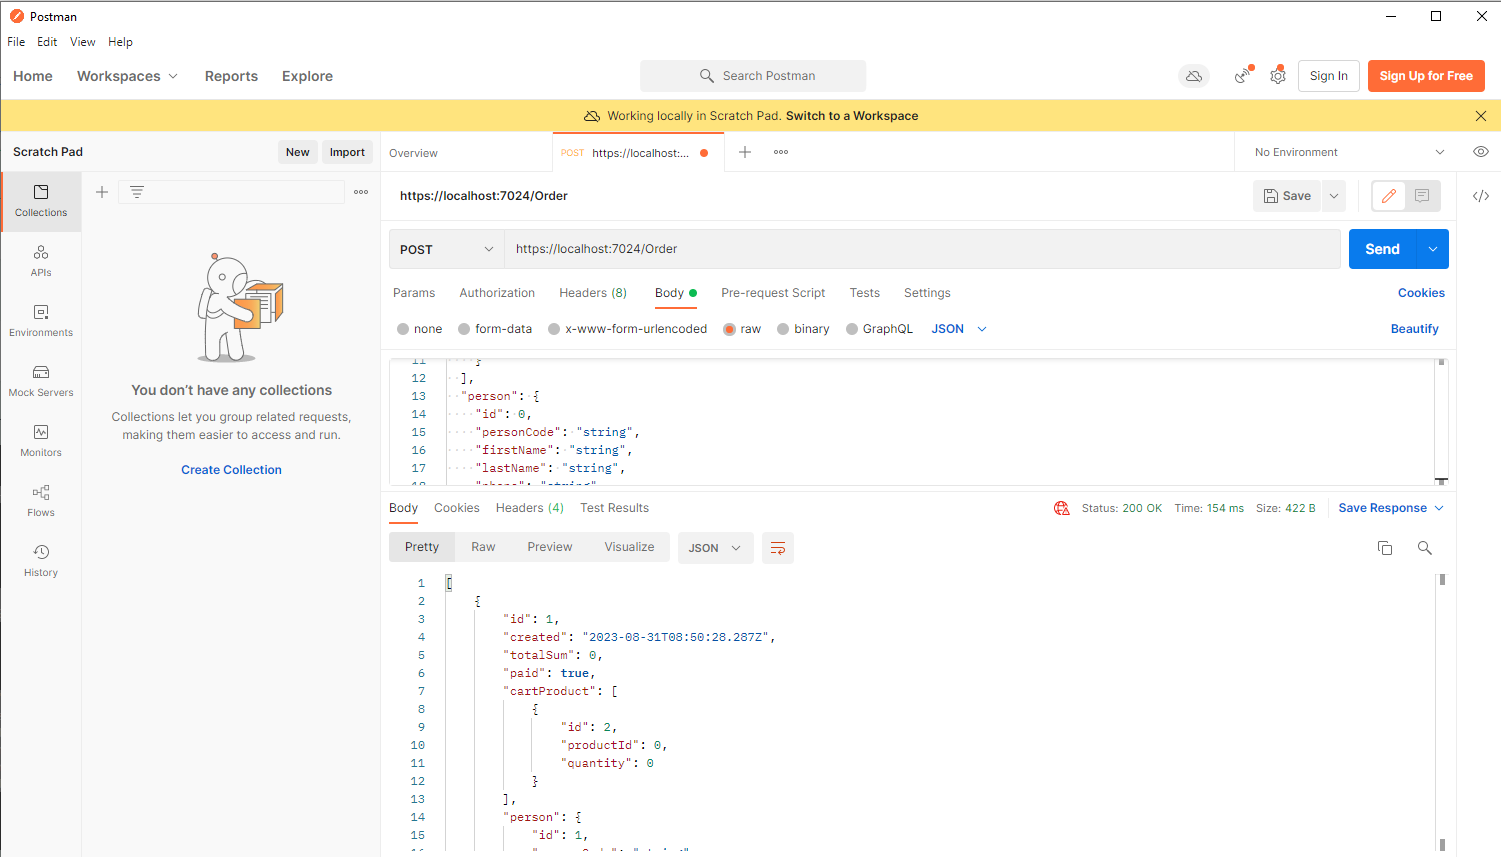 Postman
File Edit View Help
Home Workspaces Reports Explore Search Postman Sign In Sign Up for Free
Working locally in Scratch Pad. Switch to a Workspace
Scratch Pad New Import Overview POST https://localhost:... No Environment
Collections
APIs
Environments
Mock Servers
Monitors
Flows
History
You don't have any collections
Collections let you group related requests,
making them easier to access and run.
Create Collection
https://localhost:7024/Order Save
POST https://localhost:7024/Order Send
Params Authorization Headers (8) Body Pre-request Script Tests Settings Cookies
none form-data x-www-form-urlencoded raw binary GraphQL JSON Beautify
11 }
12 ],
13 "person": {
14 "id": 0,
15 "personCode": "string",
16 "firstName": "string",
17 "lastName": "string",
Body Cookies Headers (4) Test Results Status: 200 OK Time: 154 ms Size: 422 B Save Response
Pretty Raw Preview Visualize JSON
1 [
2 {
3 "id": 1,
4 "created": "2023-08-31T08:50:28.287Z",
5 "totalSum": 0,
6 "paid": true,
7 "cartProduct": [
8 {
9 "id": 2,
10 "productId": 0,
11 "quantity": 0
12 }
13 ],
14 "person": {
15 "id": 1,